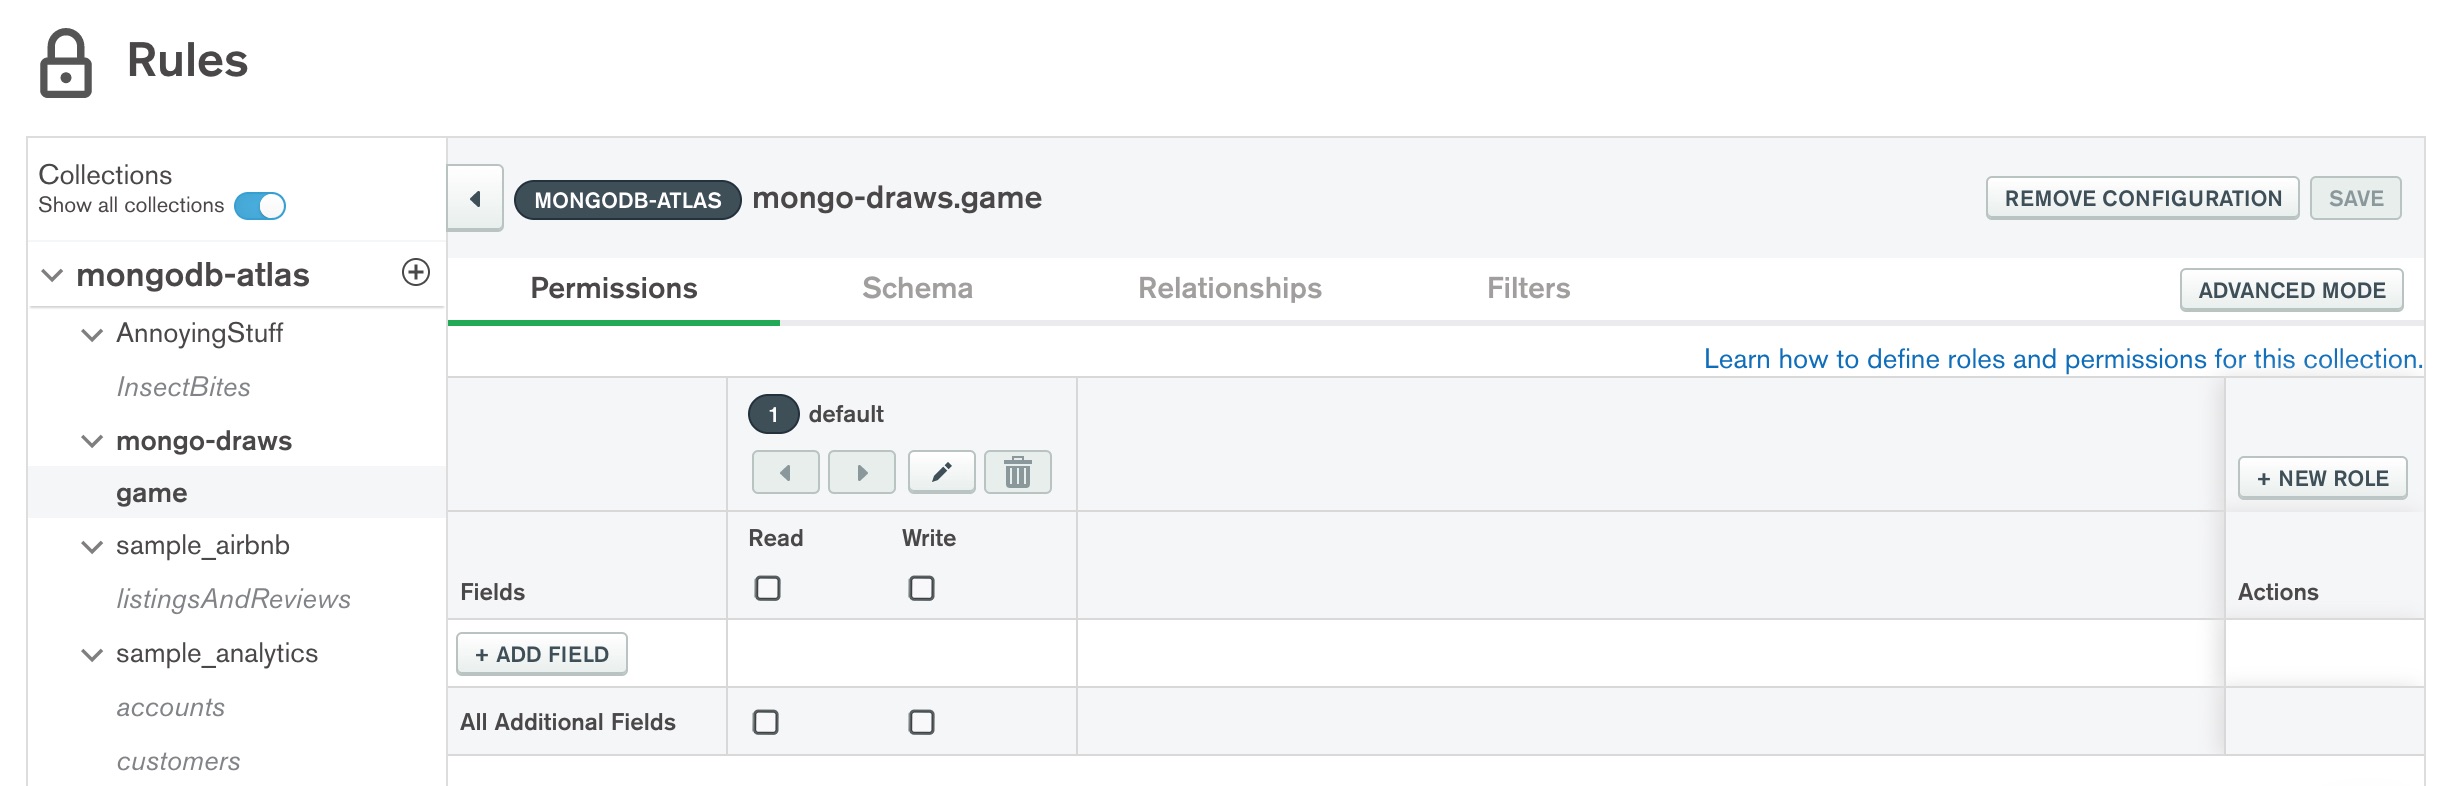 Rules
Collections
Show all collections
mongodb-atlas
AnnoyingStuff
InsectBites
mongo-draws
game
sample_airbnb
listingsAndReviews
sample_analytics
accounts
customers
MONGODB-ATLAS mongo-draws.game
REMOVE CONFIGURATION SAVE
Permissions Schema Relationships Filters ADVANCED MODE
Learn how to define roles and permissions for this collection.
1 default
+ NEW ROLE
Read Write
Fields Actions
+ ADD FIELD
All Additional Fields